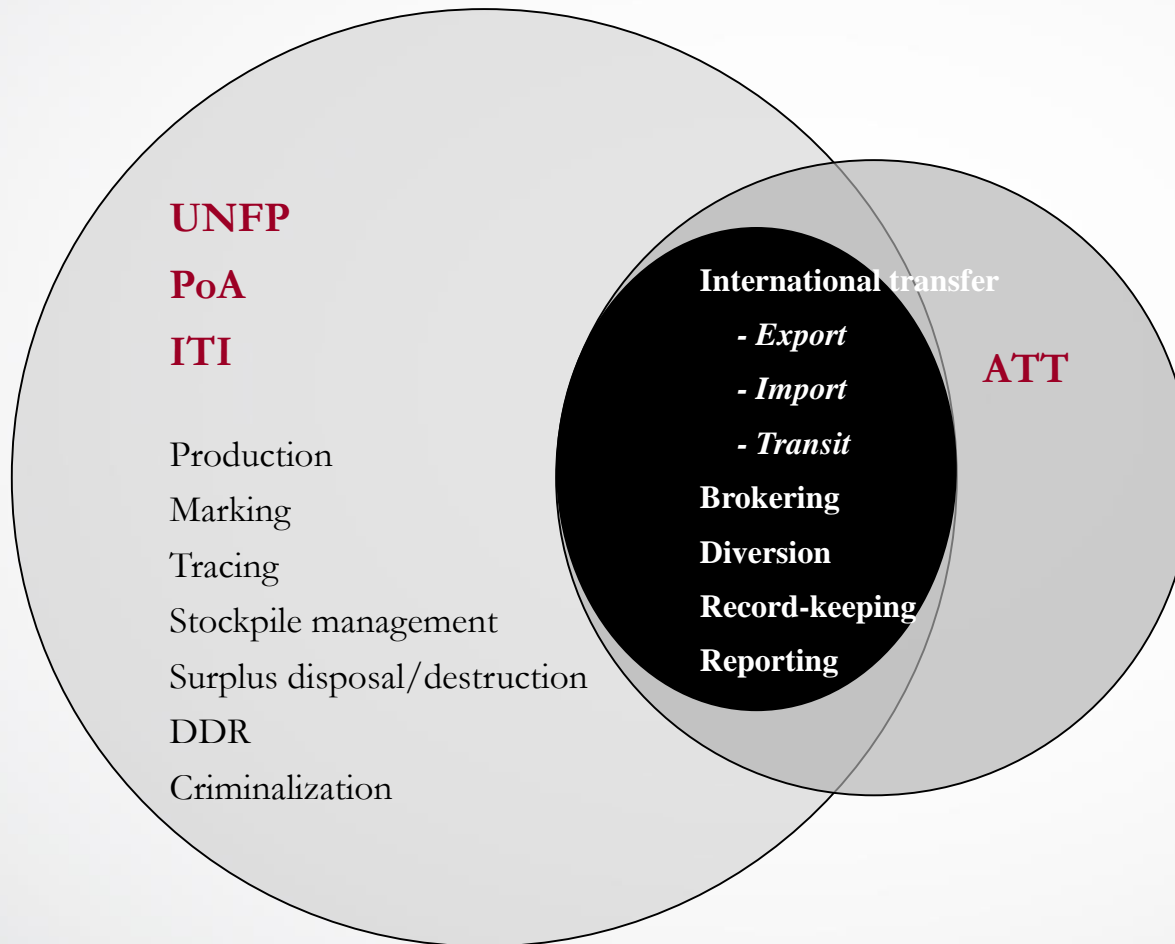 UNFP
PoA
ITI
Production
Marking
Tracing
Stockpile management
Surplus disposal/destruction
DDR
Criminalization
International transfer
- Export
- Import
- Transit
Brokering
Diversion
Record-keeping
Reporting
ATT